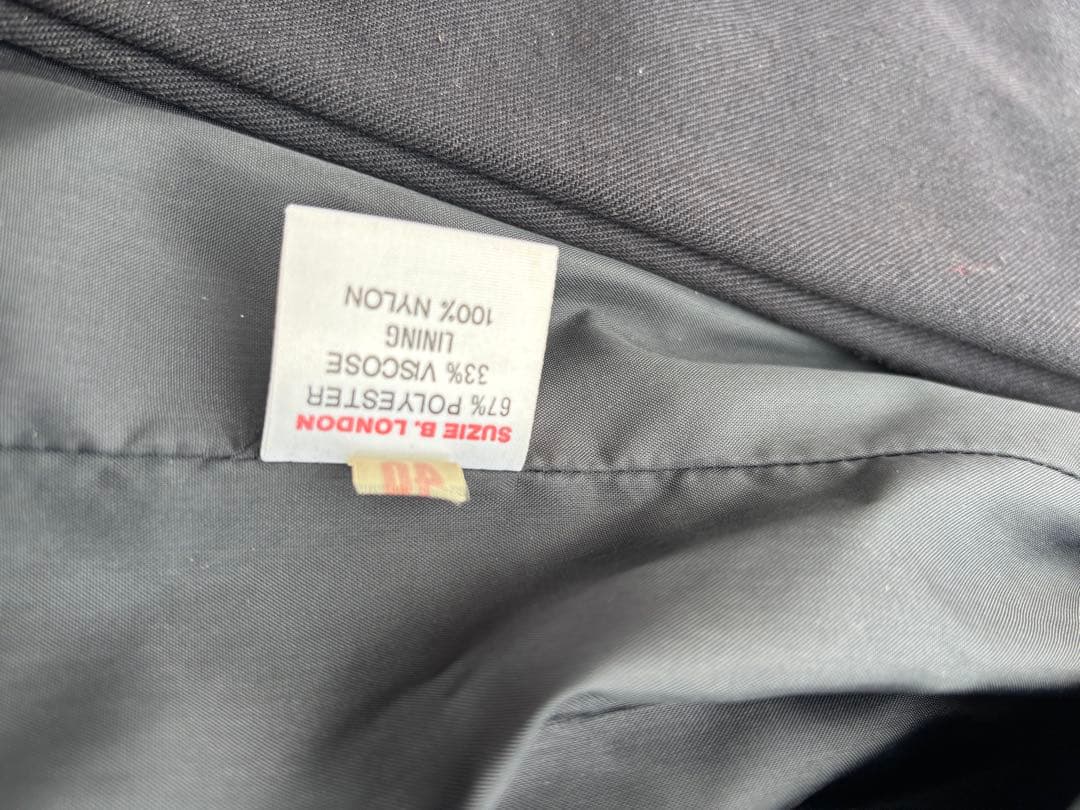 SUZIE B. LONDON
67% POLYESTER
33% VISCOSE
LINING
100% NYLON